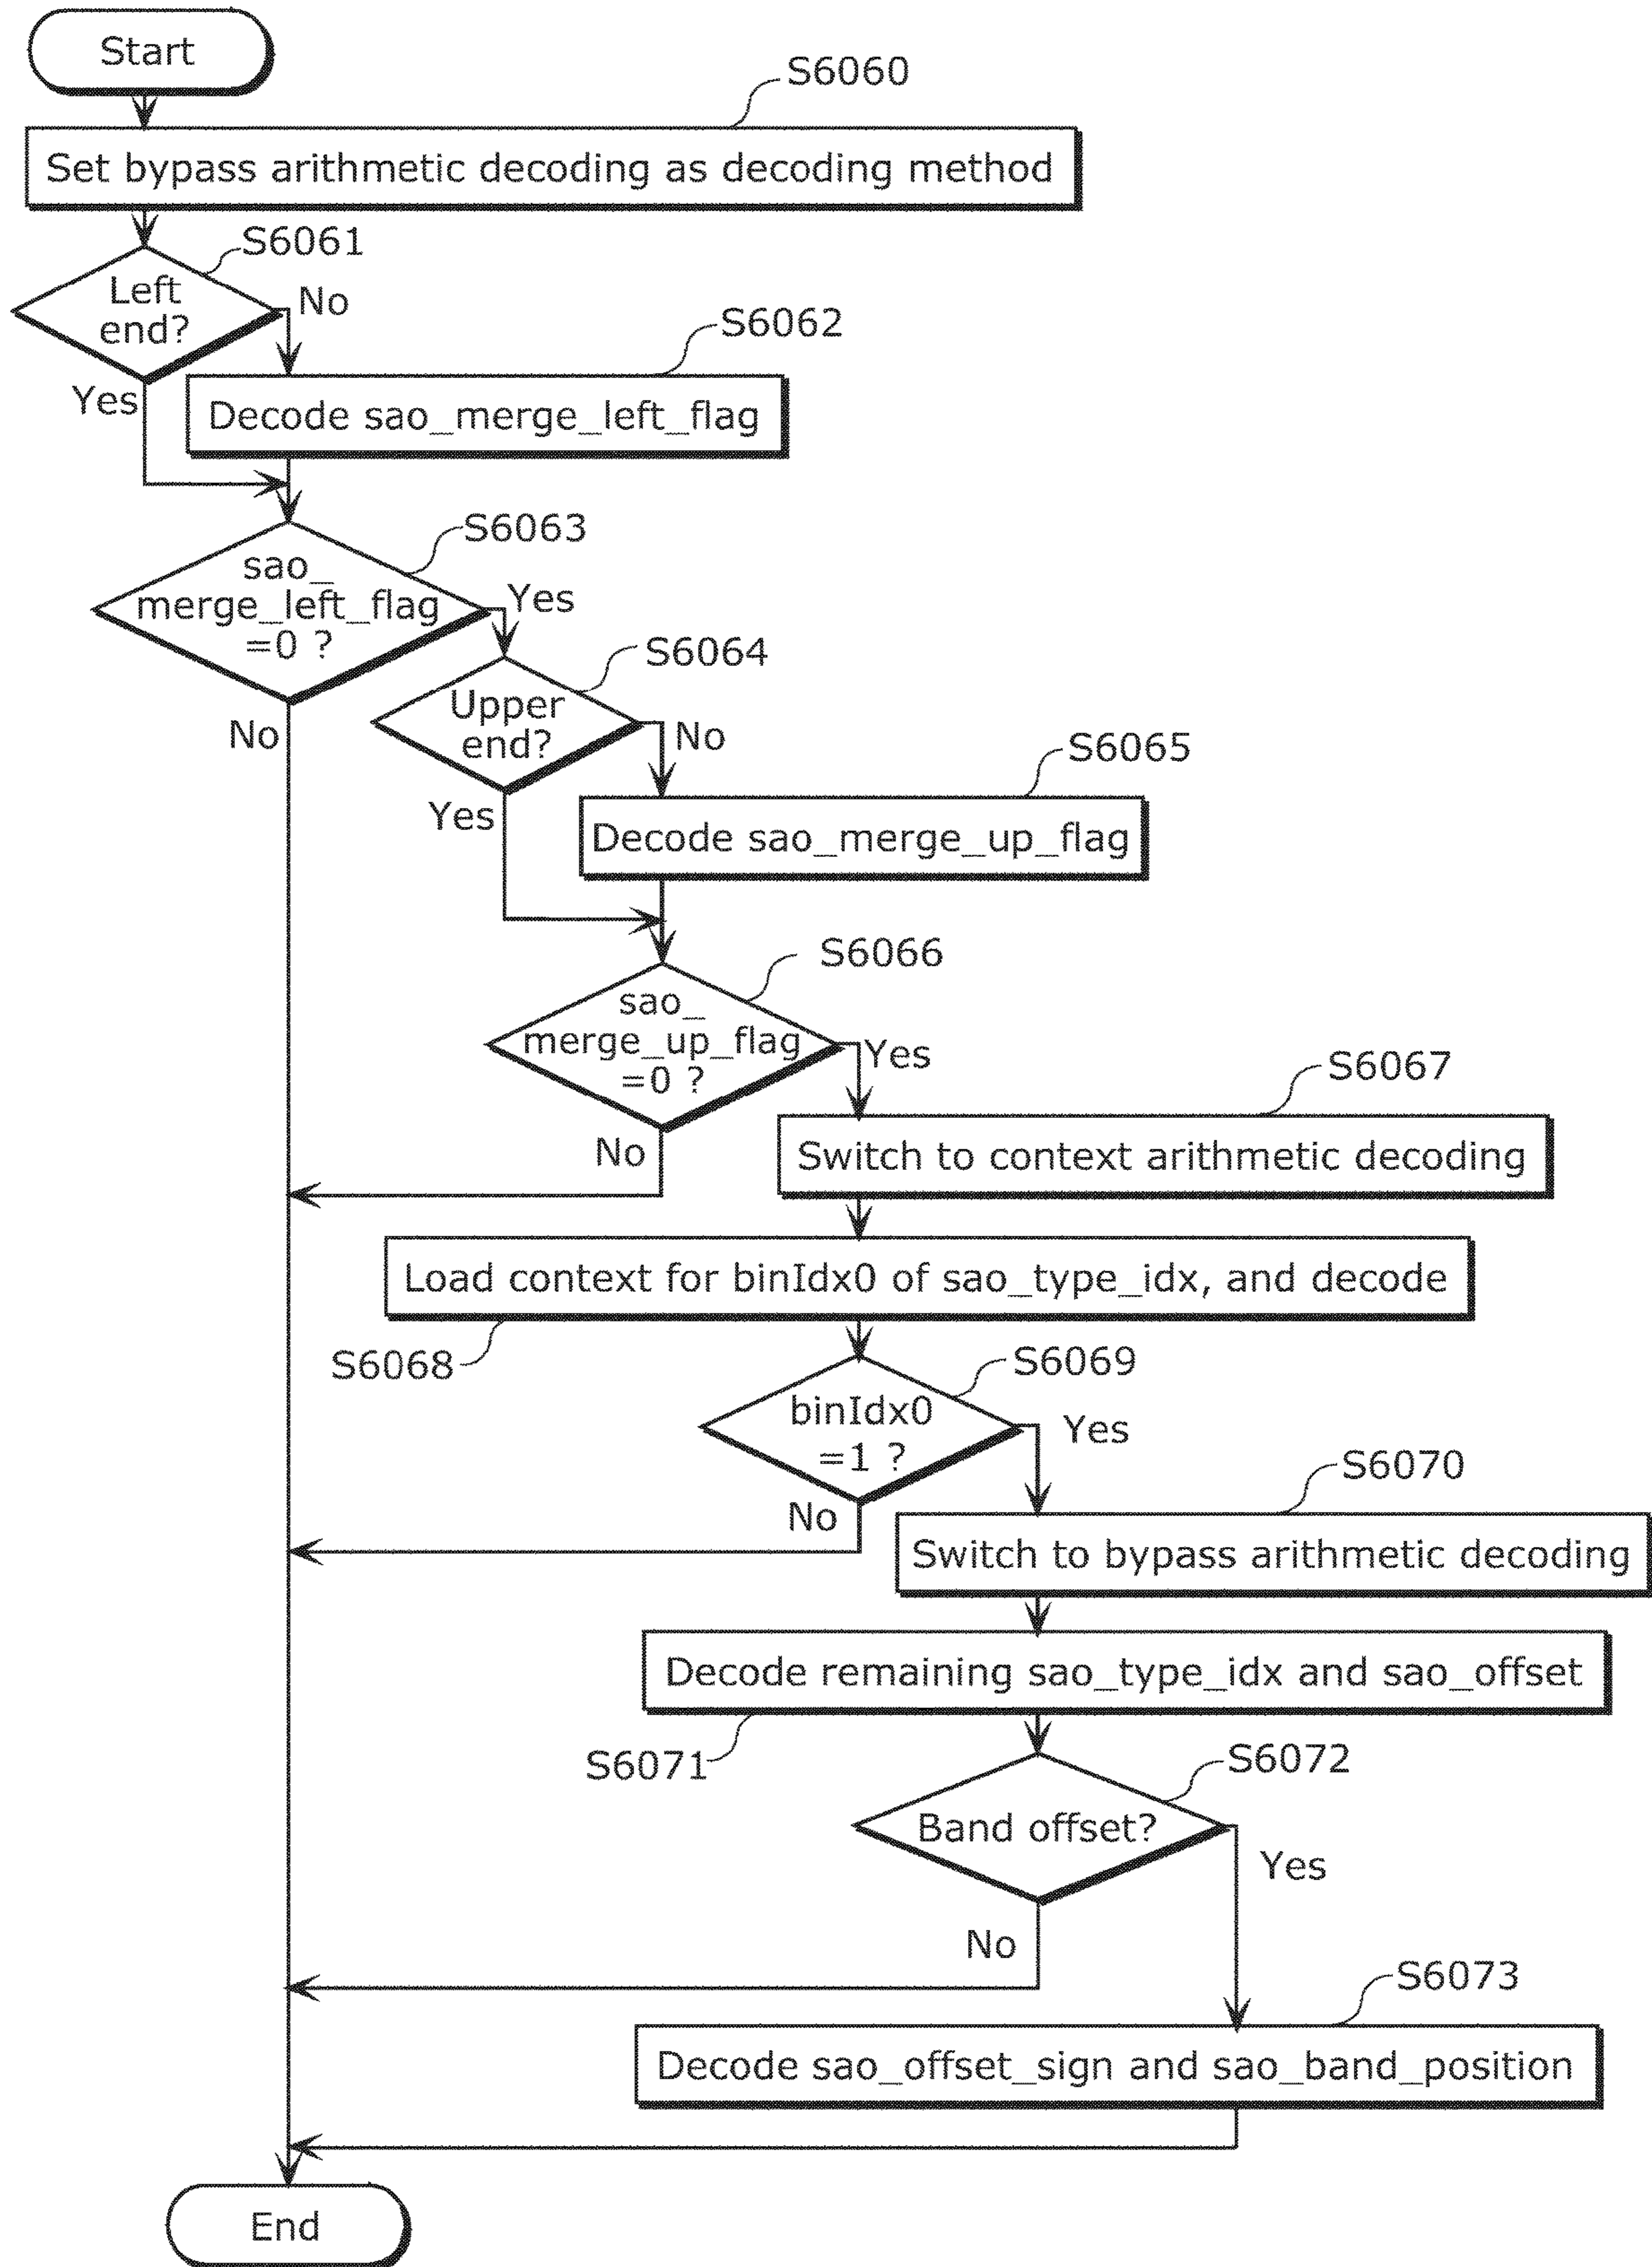 Start
S6060
Set bypass arithmetic decoding as decoding method
S6061
Left
end?
No
S6062
Yes
Decode sao_merge_left_flag
S6063
sao_
merge_left_flag
=0 ?
Yes
S6064
Upper
end?
No
No
S6065
Yes
Decode sao_merge_up_flag
S6066
sao_
merge_up_flag
=0 ?
Yes
S6067
No
Switch to context arithmetic decoding
Load context for binIdx0 of sao_type_idx, and decode
S6068
S6069
binIdx0
=1 ?
Yes
S6070
No
Switch to bypass arithmetic decoding
Decode remaining sao_type_idx and sao_offset
S6071
S6072
Band offset?
Yes
No
S6073
Decode sao_offset_sign and sao_band_position
End